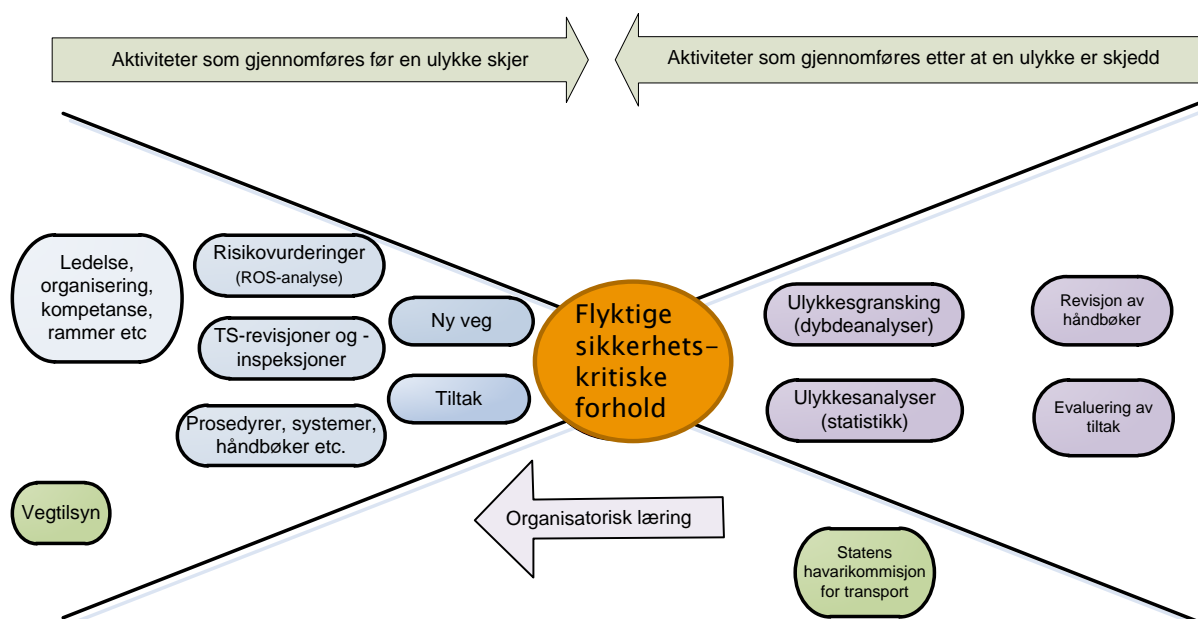 Aktiviteter som gjennomføres før en ulykke skjer
Aktiviteter som gjennomføres etter at en ulykke er skjedd
Ledelse,
organisering,
kompetanse,
rammer etc
Risikovurderinger
(ROS-analyse)
TS-revisjoner og -
inspeksjoner
Prosedyrer, systemer,
håndbøker etc.
Ny veg
Tiltak
Vegtilsyn
Flyktige
sikkerhets-
kritiske
forhold
Ulykkesgransking
(dybdeanalyser)
Ulykkesanalyser
(statistikk)
Revisjon av
håndbøker
Evaluering av
tiltak
Organisatorisk læring
Statens
havarikommisjon
for transport